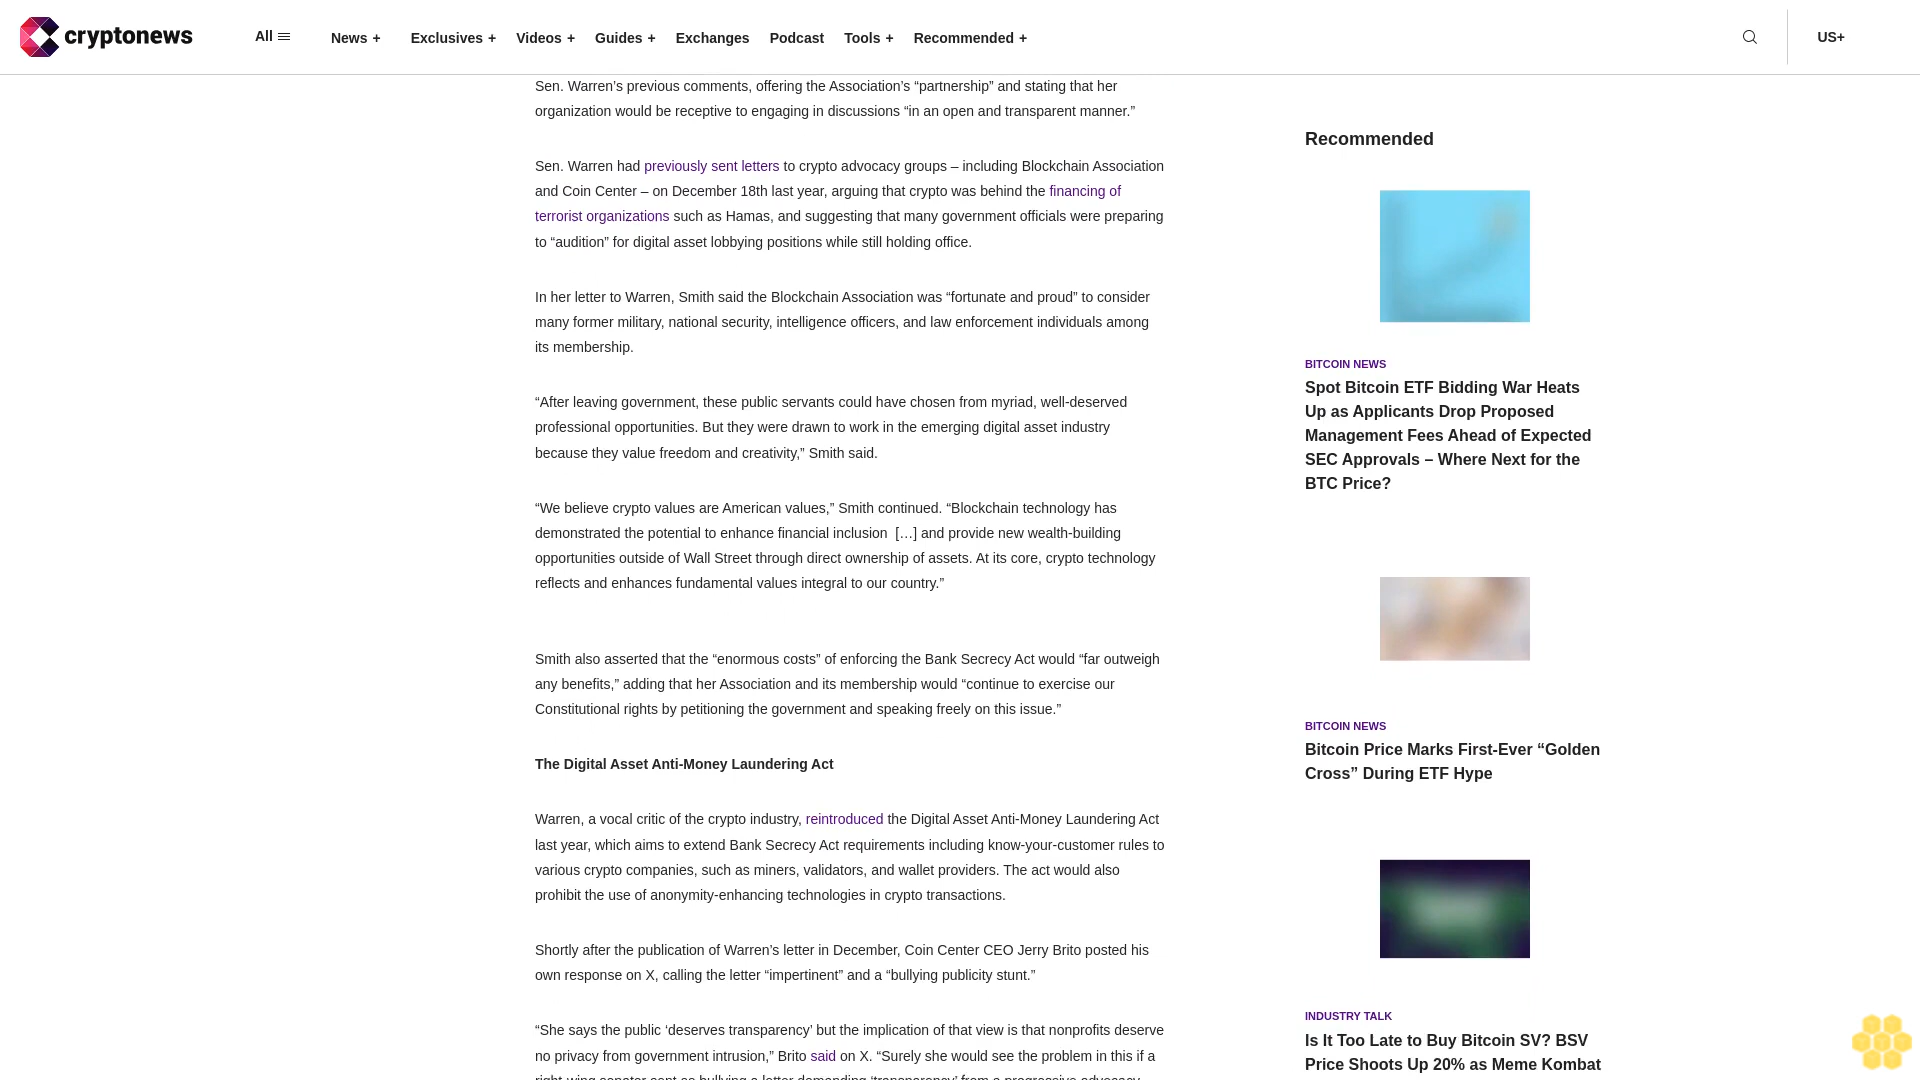 cryptonews
All
News +
Exclusives +
Videos +
Guides +
Exchanges
Podcast
Tools +
Recommended +
US+
Sen. Warren’s previous comments, offering the Association’s “partnership” and stating that her
organization would be receptive to engaging in discussions “in an open and transparent manner.”
Sen. Warren had previously sent letters to crypto advocacy groups – including Blockchain Association
and Coin Center – on December 18th last year, arguing that crypto was behind the financing of
terrorist organizations such as Hamas, and suggesting that many government officials were preparing
to “audition” for digital asset lobbying positions while still holding office.
In her letter to Warren, Smith said the Blockchain Association was “fortunate and proud” to consider
many former military, national security, intelligence officers, and law enforcement individuals among
its membership.
“After leaving government, these public servants could have chosen from myriad, well-deserved
professional opportunities. But they were drawn to work in the emerging digital asset industry
because they value freedom and creativity,” Smith said.
“We believe crypto values are American values,” Smith continued. “Blockchain technology has
demonstrated the potential to enhance financial inclusion  […] and provide new wealth-building
opportunities outside of Wall Street through direct ownership of assets. At its core, crypto technology
reflects and enhances fundamental values integral to our country.”
Smith also asserted that the “enormous costs” of enforcing the Bank Secrecy Act would “far outweigh
any benefits,” adding that her Association and its membership would “continue to exercise our
Constitutional rights by petitioning the government and speaking freely on this issue.”
The Digital Asset Anti-Money Laundering Act
Warren, a vocal critic of the crypto industry, reintroduced the Digital Asset Anti-Money Laundering Act
last year, which aims to extend Bank Secrecy Act requirements including know-your-customer rules to
various crypto companies, such as miners, validators, and wallet providers. The act would also
prohibit the use of anonymity-enhancing technologies in crypto transactions.
Shortly after the publication of Warren’s letter in December, Coin Center CEO Jerry Brito posted his
own response on X, calling the letter “impertinent” and a “bullying publicity stunt.”
“She says the public ‘deserves transparency’ but the implication of that view is that nonprofits deserve
no privacy from government intrusion,” Brito said on X. “Surely she would see the problem in this if a
right-wing senator sent as bullying a letter demanding ‘transparency’ from a progressive advocacy
Recommended
BITCOIN NEWS
Spot Bitcoin ETF Bidding War Heats
Up as Applicants Drop Proposed
Management Fees Ahead of Expected
SEC Approvals – Where Next for the
BTC Price?
BITCOIN NEWS
Bitcoin Price Marks First-Ever “Golden
Cross” During ETF Hype
INDUSTRY TALK
Is It Too Late to Buy Bitcoin SV? BSV
Price Shoots Up 20% as Meme Kombat